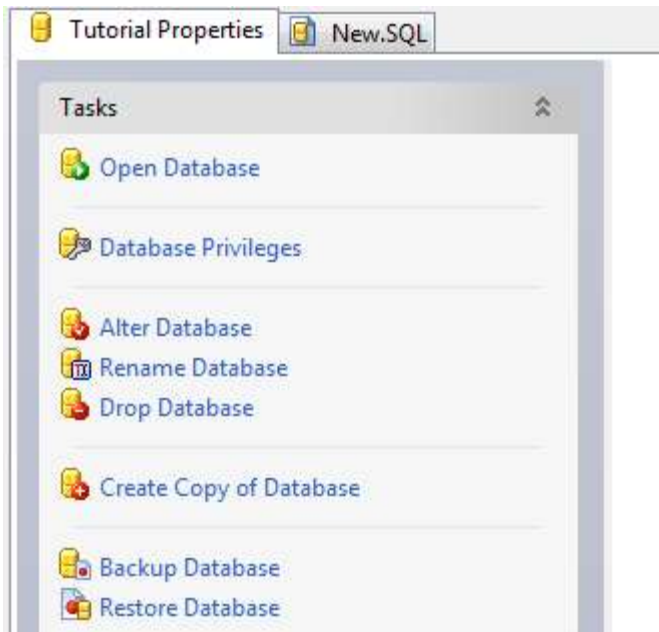 Tutorial Properties New.SQL
Tasks
Open Database
Database Privileges
Alter Database
Rename Database
Drop Database
Create Copy of Database
Backup Database
Restore Database